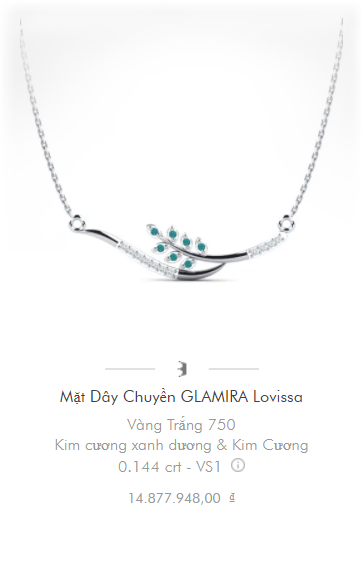 Mặt Dây Chuyền GLAMIRA Lovissa
Vàng Trắng 750
Kim cương xanh dương & Kim Cương
0.144 crt - VS1
14.877.948,00 ₫